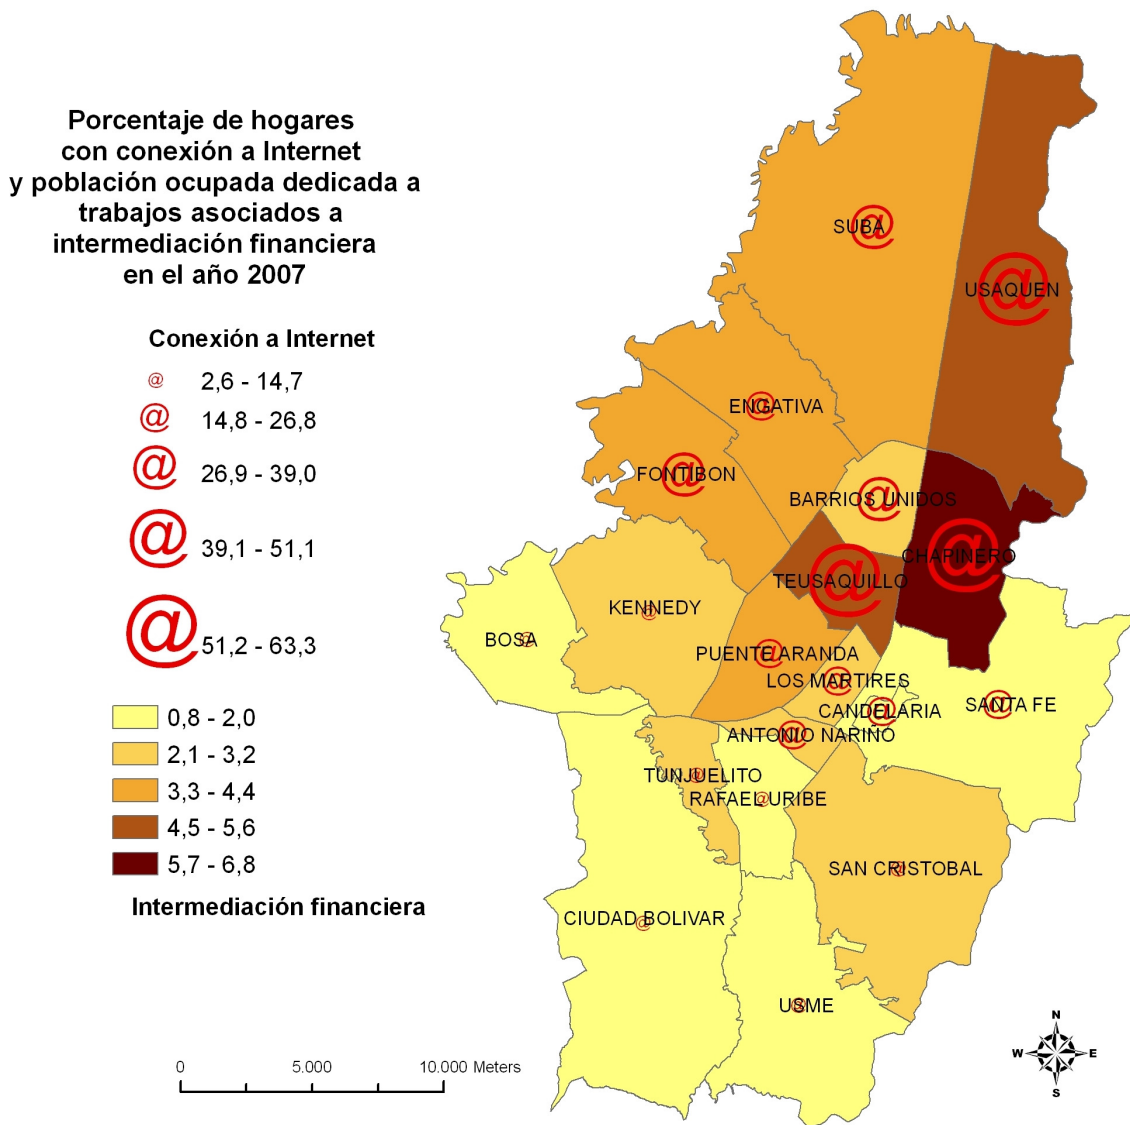 Porcentaje de hogares
con conexión a Internet
y población ocupada dedicada a
trabajos asociados a
intermediación financiera
en el año 2007
Conexión a Internet
@ 2,6 - 14,7
@ 14,8 - 26,8
@ 26,9 - 39,0
@ 39,1 - 51,1
@ 51,2 - 63,3
0,8 - 2,0
2,1 - 3,2
3,3 - 4,4
4,5 - 5,6
5,7 - 6,8
Intermediación financiera
SUBA @
USAQUEN @
ENGATIVA @
FONTIBON @
BARRIOS UNIDOS @
CHAPINERO @
TEUSAQUILLO @
KENNEDY @
BOSA @
PUENTE ARANDA @
LOS MARTIRES @
CANDELARIA @
SANTA FE @
ANTONIO NARIÑO @
TUNJUELITO @
RAFAEL URIBE @
SAN CRISTOBAL @
CIUDAD BOLIVAR @
USME @
0 5.000 10.000 Meters
N
W E
S